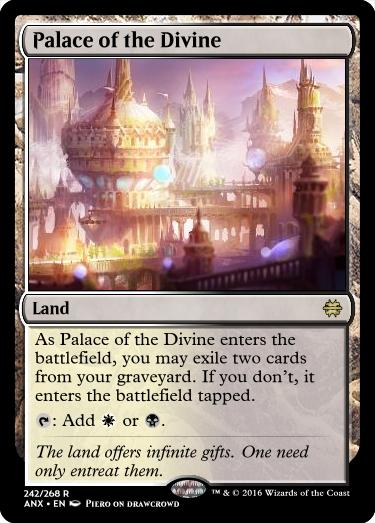 Palace of the Divine
Land
As Palace of the Divine enters the
battlefield, you may exile two cards
from your graveyard. If you don't, it
enters the battlefield tapped.
: Add or .
The land offers infinite gifts. One need
only entreat them.
242/268 R
ANX • EN Piero on drawcrowd
™ & © 2016 Wizards of the Coast